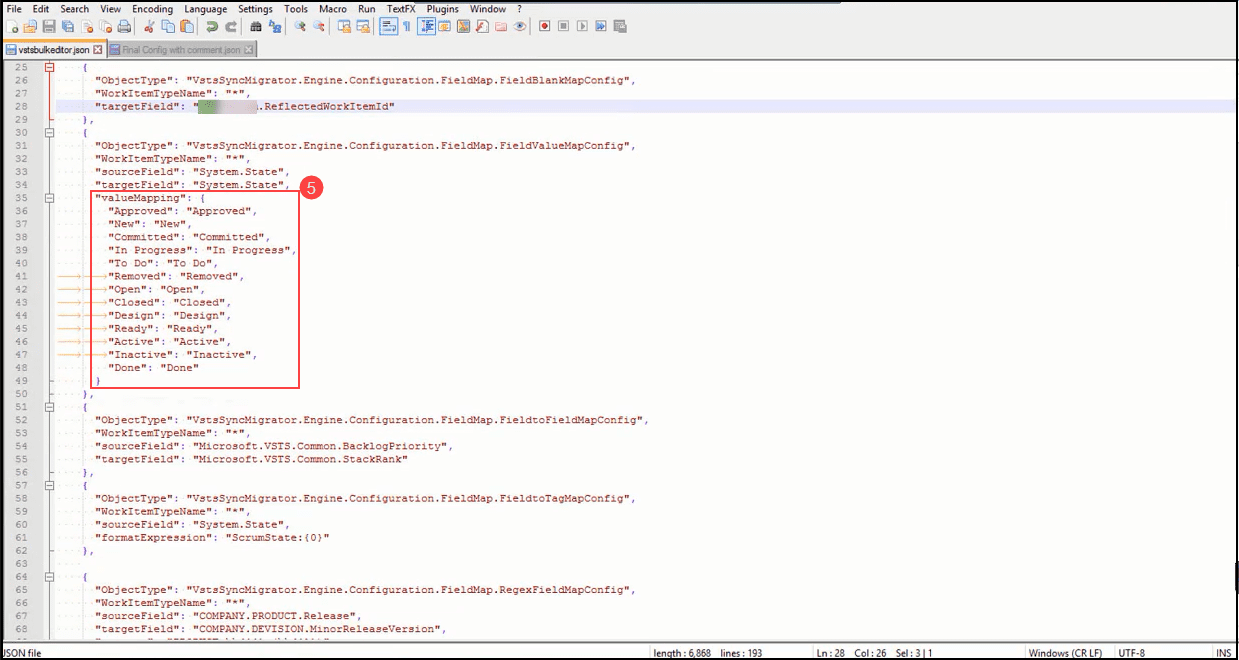 File Edit Search View Encoding Language Settings Tools Macro Run TextFX Plugins Window ?
vstsbulkeditor.json Final Config with comment.json
25 {
26 "ObjectType": "VstsSyncMigrator.Engine.Configuration.FieldMap.FieldBlankMapConfig",
27 "WorkItemTypeName": "*",
28 "targetField": " .ReflectedWorkItemId"
29 },
30 {
31 "ObjectType": "VstsSyncMigrator.Engine.Configuration.FieldMap.FieldValueMapConfig",
32 "WorkItemTypeName": "*",
33 "sourceField": "System.State",
34 "targetField": "System.State",
5
35 "valueMapping": {
36 "Approved": "Approved",
37 "New": "New",
38 "Committed": "Committed",
39 "In Progress": "In Progress",
40 "To Do": "To Do",
41 "Removed": "Removed",
42 "Open": "Open",
43 "Closed": "Closed",
44 "Design": "Design",
45 "Ready": "Ready",
46 "Active": "Active",
47 "Inactive": "Inactive",
48 "Done": "Done"
49 }
50 },
51 {
52 "ObjectType": "VstsSyncMigrator.Engine.Configuration.FieldMap.FieldtoFieldMapConfig",
53 "WorkItemTypeName": "*",
54 "sourceField": "Microsoft.VSTS.Common.BacklogPriority",
55 "targetField": "Microsoft.VSTS.Common.StackRank"
56 },
57 {
58 "ObjectType": "VstsSyncMigrator.Engine.Configuration.FieldMap.FieldtoTagMapConfig",
59 "WorkItemTypeName": "*",
60 "sourceField": "System.State",
61 "formatExpression": "ScrumState:{0}"
62 },
63
64 {
65 "ObjectType": "VstsSyncMigrator.Engine.Configuration.FieldMap.RegexFieldMapConfig",
66 "WorkItemTypeName": "*",
67 "sourceField": "COMPANY.PRODUCT.Release",
68 "targetField": "COMPANY.DEVISION.MinorReleaseVersion",
JSON file length : 6,868 lines : 193 Ln : 28 Col : 26 Sel : 3 | 1 Windows (CR LF) UTF-8 INS